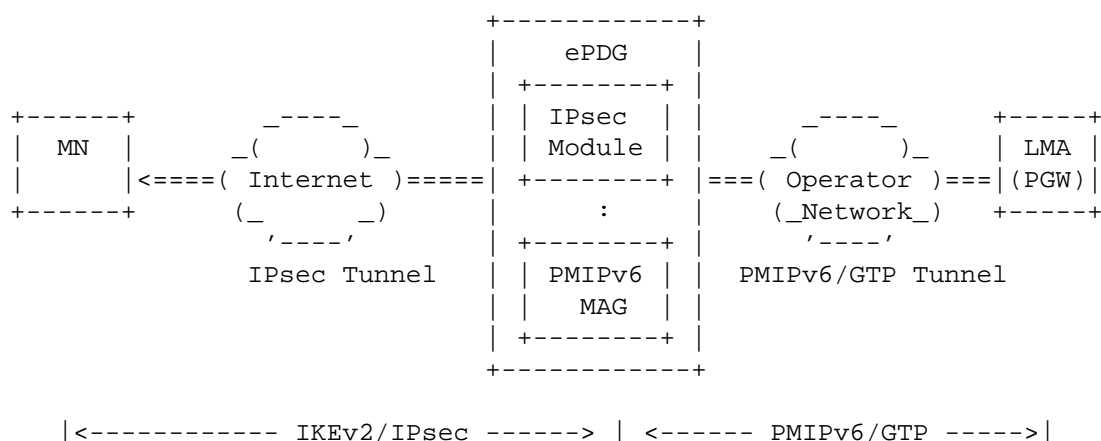 ePDG
IPsec
MN Module LMA
Internet Operator (PGW)
Network
IPsec Tunnel PMIPv6 PMIPv6/GTP Tunnel
MAG
IKEv2/IPsec PMIPv6/GTP